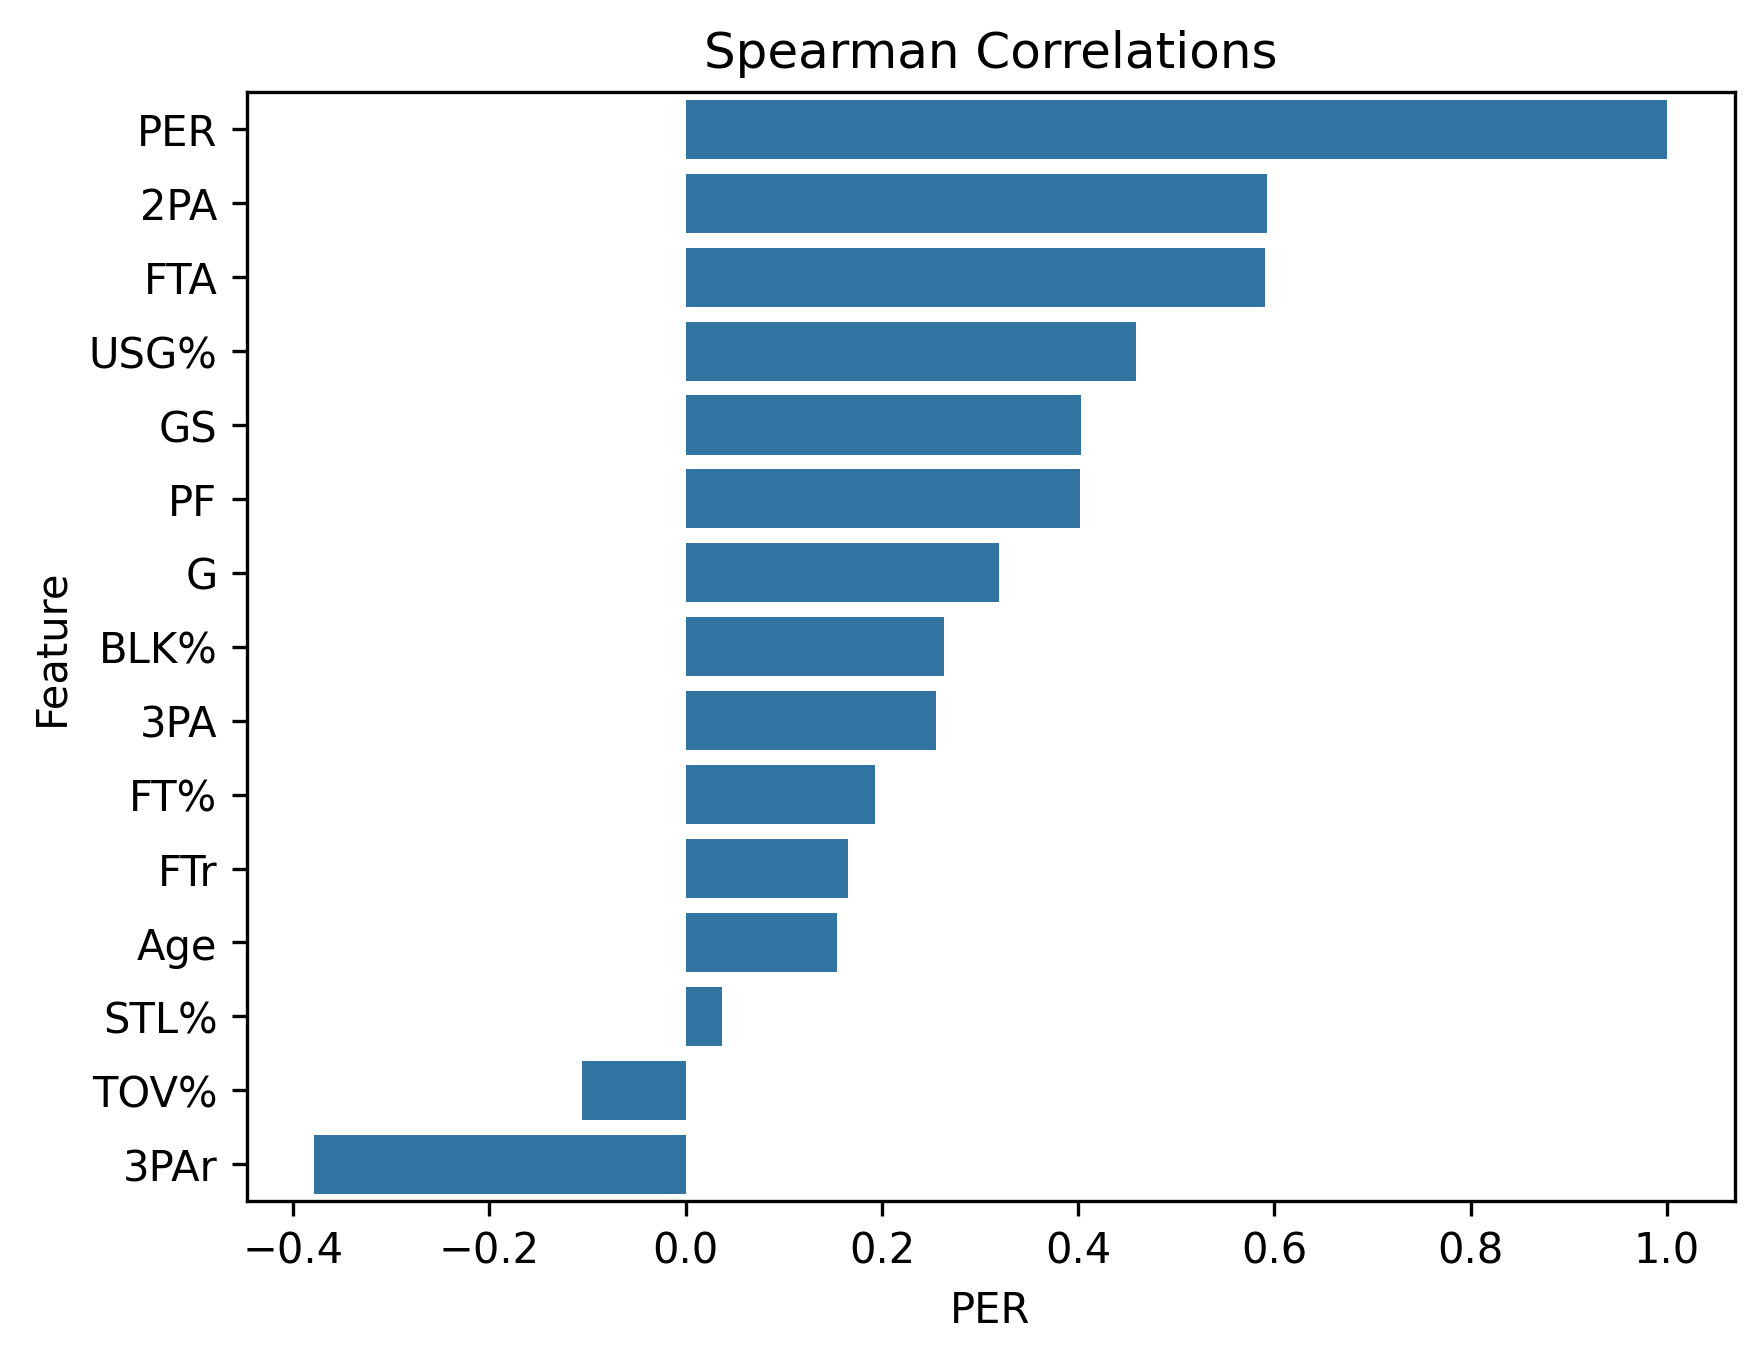 Spearman Correlations
PER
2PA
FTA
USG%
GS
PF
G
BLK%
3PA
FT%
FTr
Age
STL%
TOV%
3PAr
Feature
−0.4 −0.2 0.0 0.2 0.4 0.6 0.8 1.0
PER